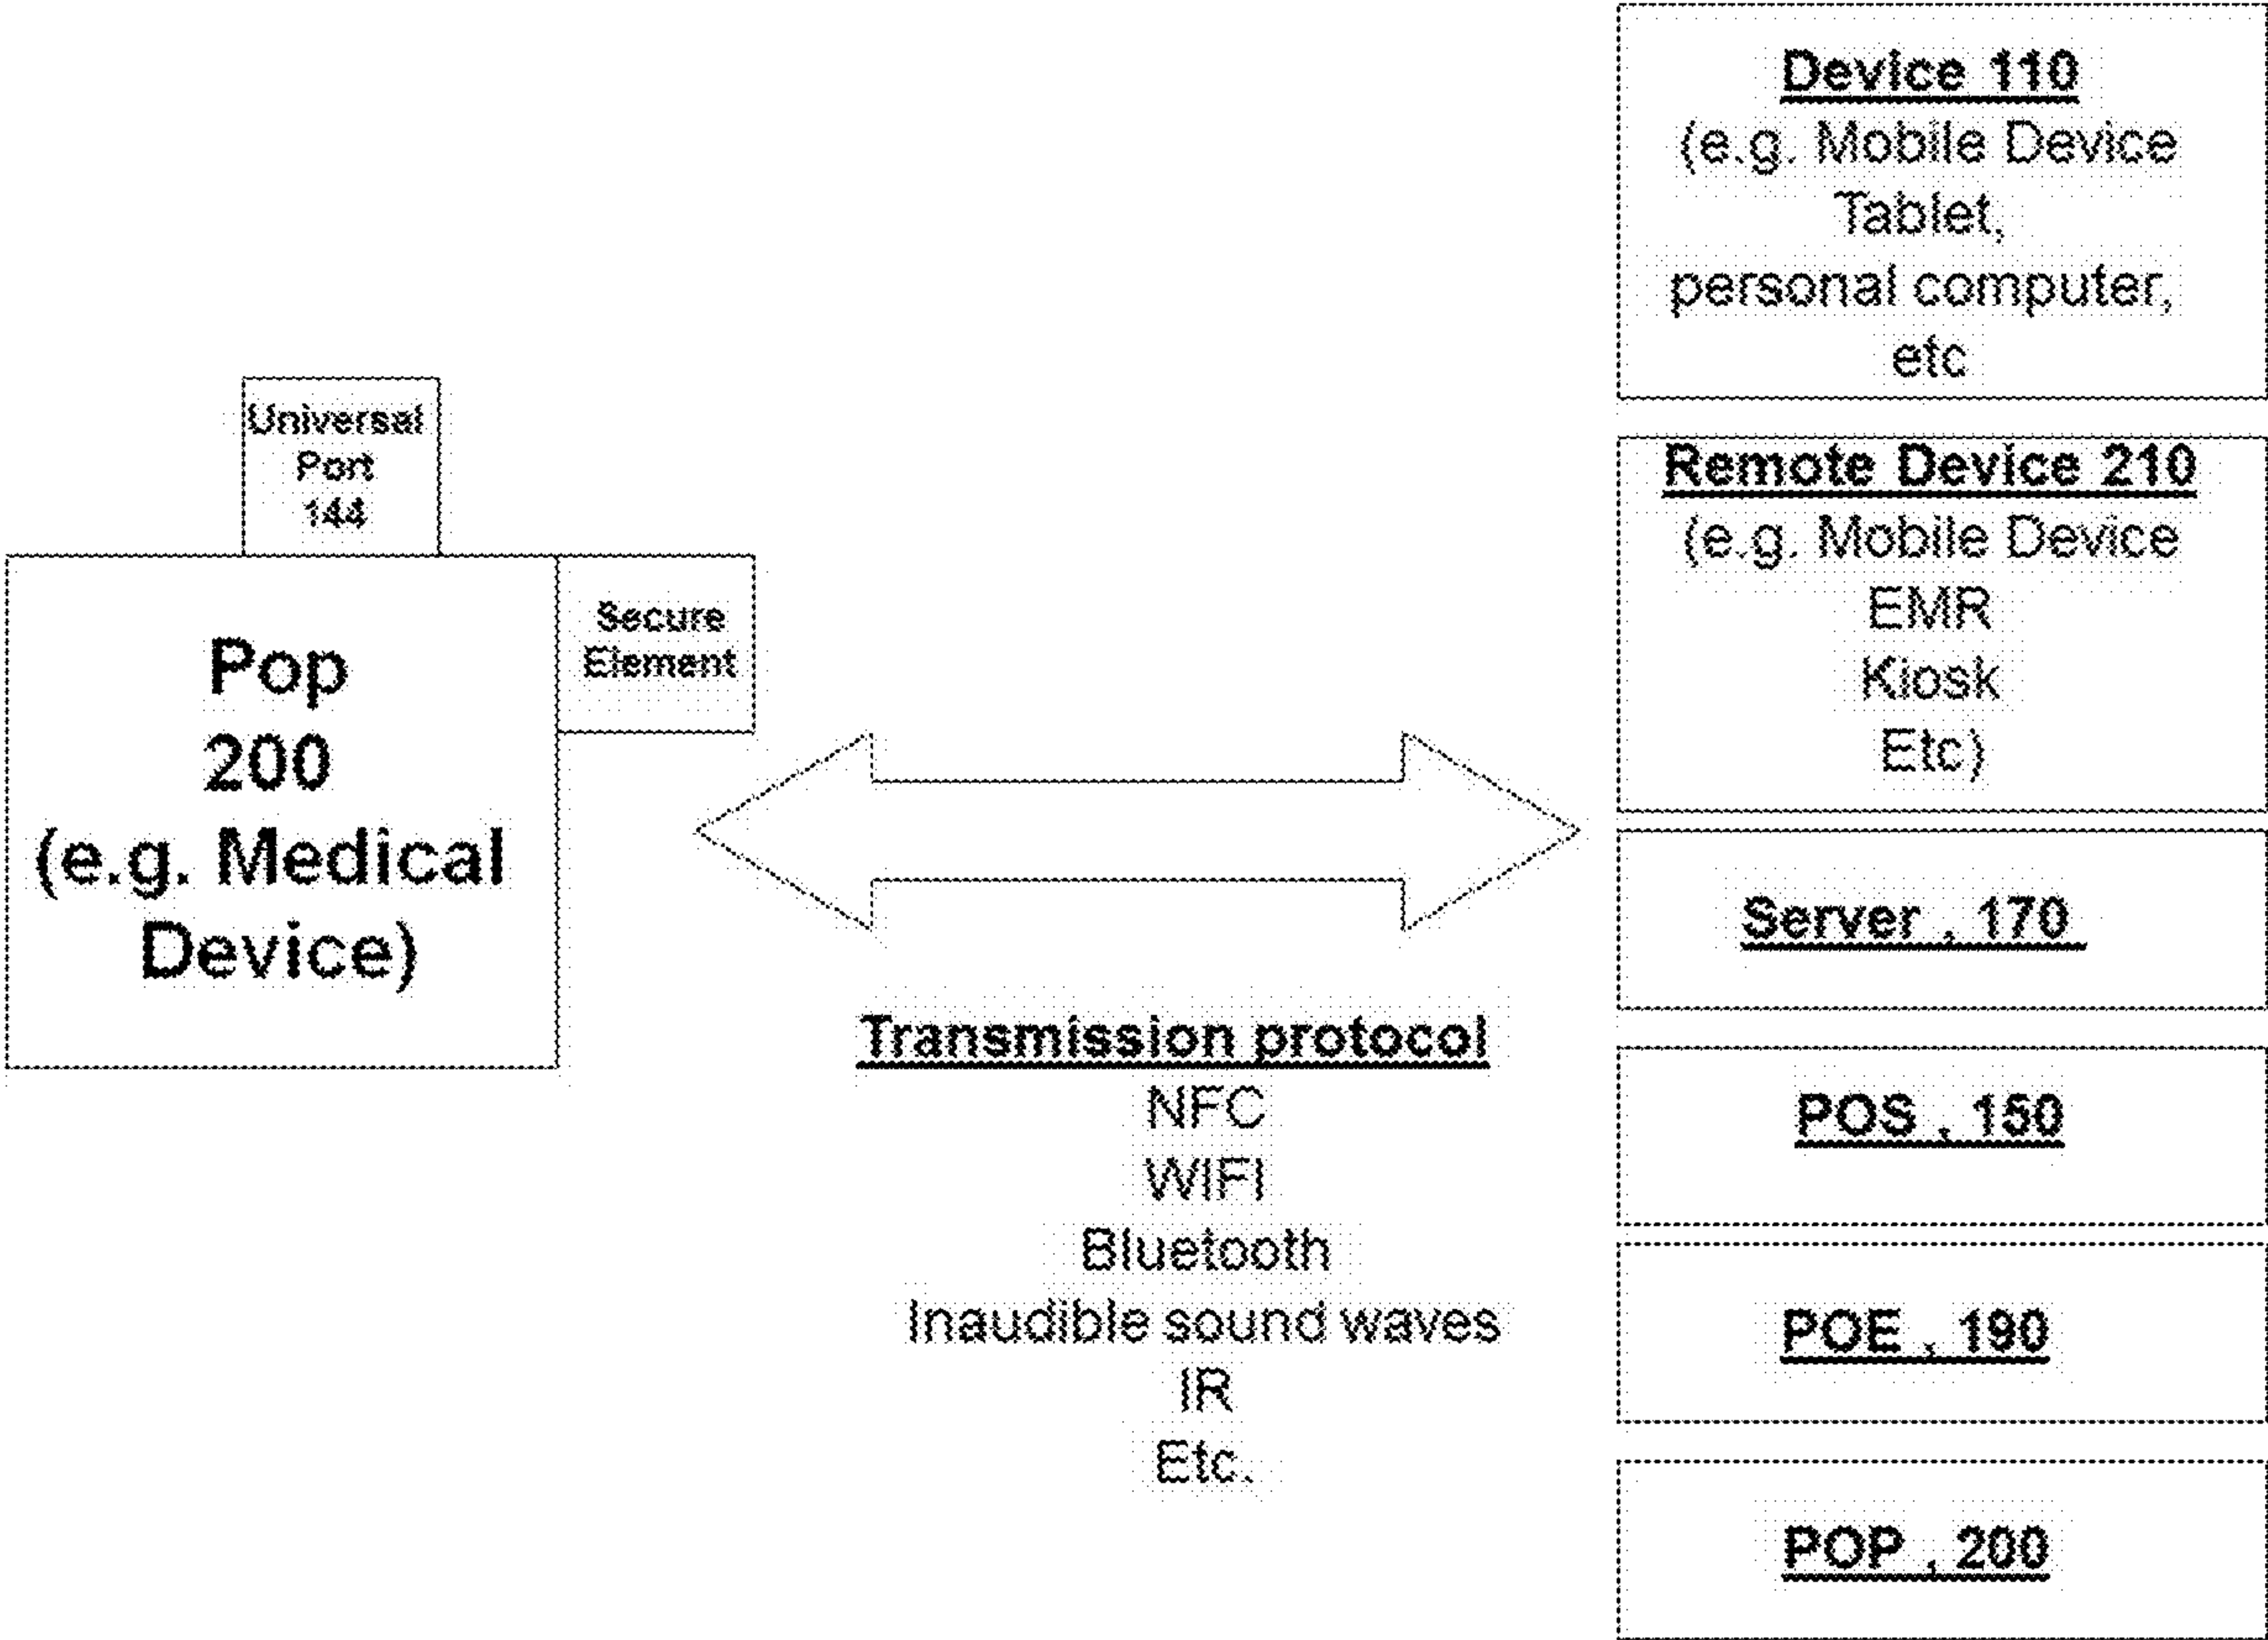 Universal
Port
144
Secure
Element
Pop
200
(e.g. Medical
Device)
Transmission protocol
NFC
WIFI
Bluetooth
Inaudible sound waves
IR
Etc.
Device 110
(e.g. Mobile Device
Tablet,
personal computer,
etc
Remote Device 210
(e.g. Mobile Device
EMR
Kiosk
Etc)
Server , 170
POS , 150
POE , 190
POP , 200